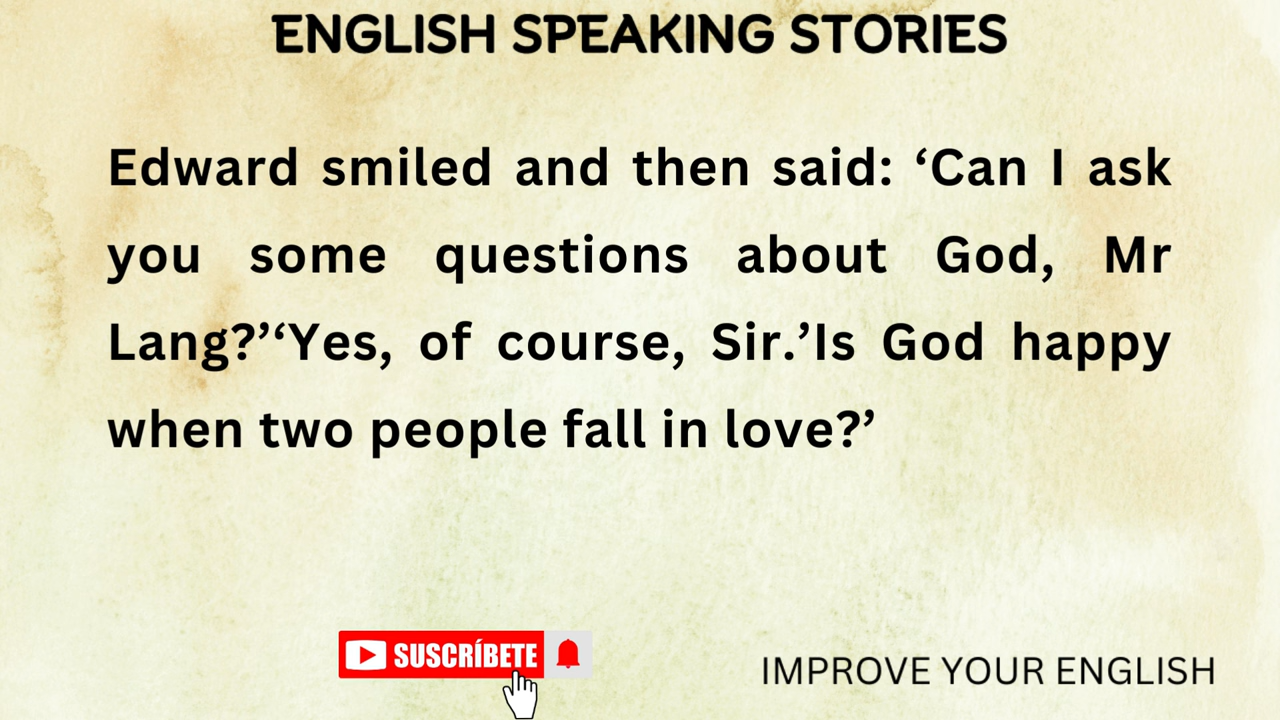 ENGLISH SPEAKING STORIES
Edward smiled and then said: ‘Can I ask
you some questions about God, Mr
Lang?’‘Yes, of course, Sir.’Is God happy
when two people fall in love?’
SUSCRÍBETE
IMPROVE YOUR ENGLISH